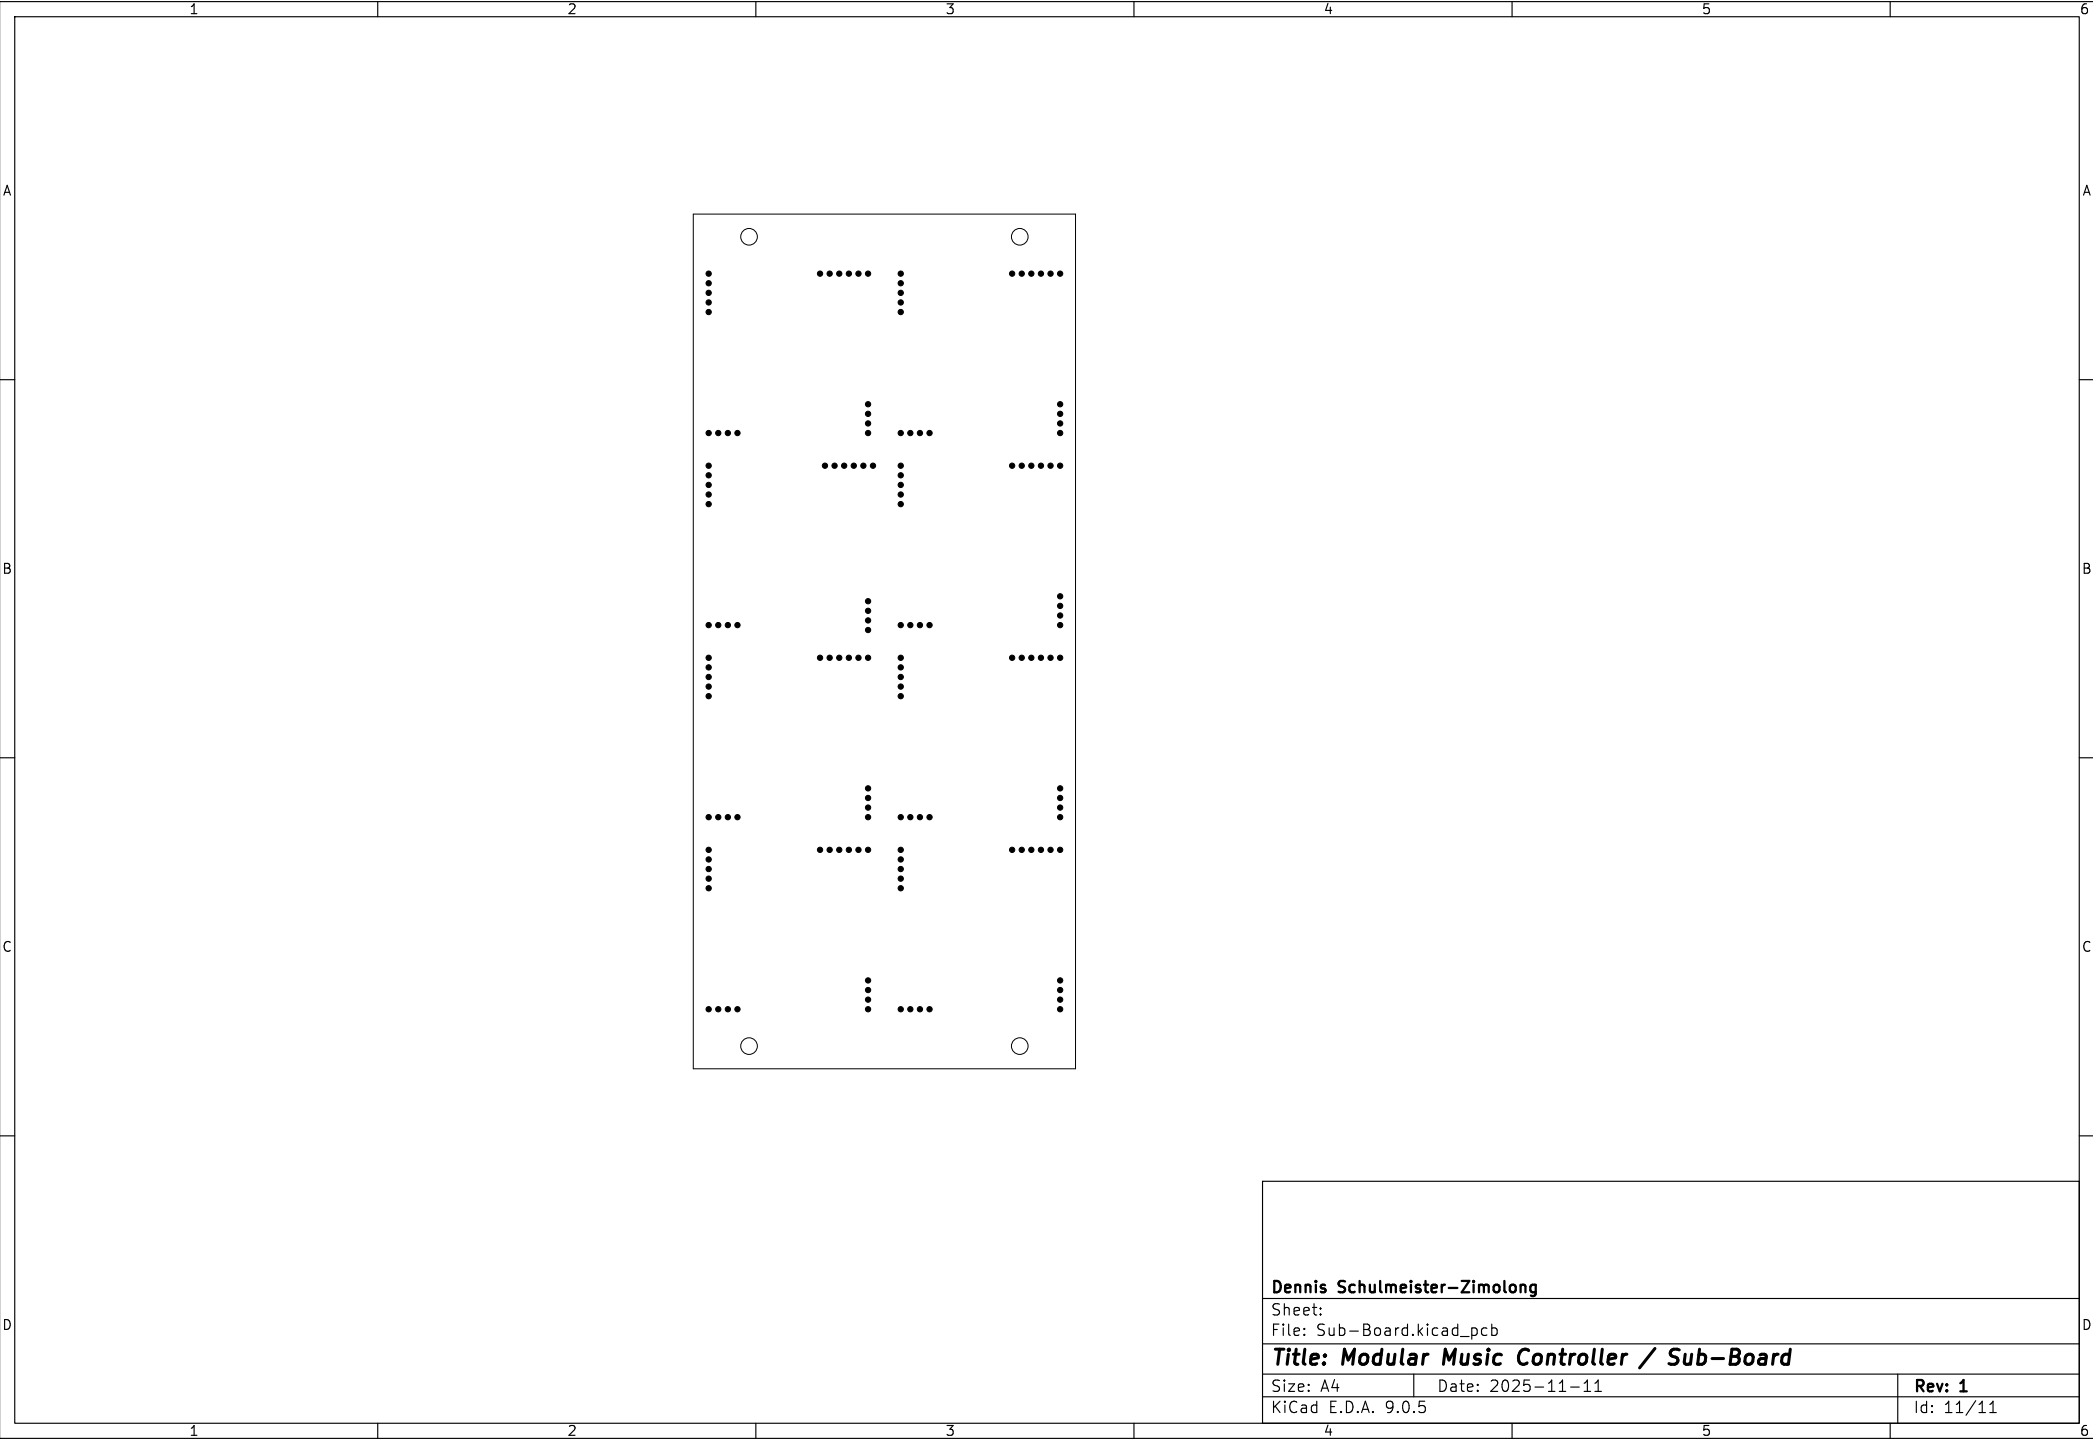 1 2 3 4 5 6
A A
B B
C C
Dennis Schulmeister-Zimolong
Sheet:
File: Sub-Board.kicad_pcb
D D
Title: Modular Music Controller / Sub-Board
Size: A4 Date: 2025-11-11 Rev: 1
KiCad E.D.A. 9.0.5 Id: 11/11
1 2 3 4 5 6